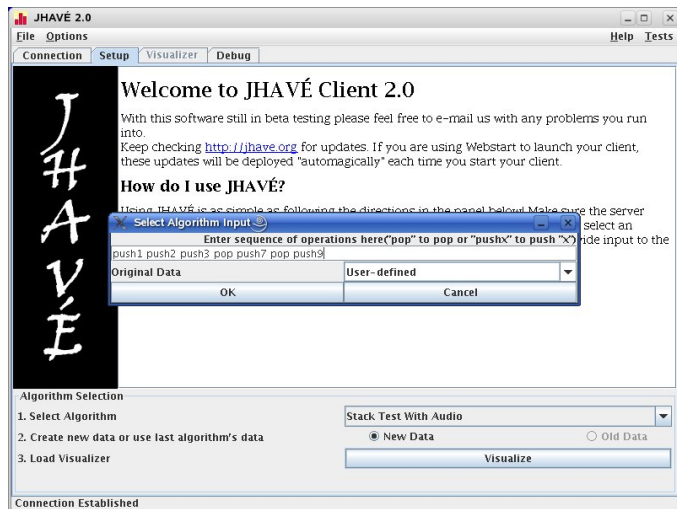 JHAVÉ 2.0
File Options Help Tests
Connection Setup Visualizer Debug
JHAVÉ
Welcome to JHAVÉ Client 2.0
With this software still in beta testing please feel free to e-mail us with any problems you run
into.
Keep checking http://jhave.org for updates. If you are using Webstart to launch your client,
these updates will be deployed "automagically" each time you start your client.
How do I use JHAVÉ?
Using JHAVÉ is as simple as following the directions in the panel below! Make sure the server
select an
vide input to the
Select Algorithm Input
Enter sequence of operations here("pop" to pop or "pushx" to push "x")
push1 push2 push3 pop push7 pop push9
Original Data User-defined
OK Cancel
Algorithm Selection
1. Select Algorithm Stack Test With Audio
2. Create new data or use last algorithm's data New Data Old Data
3. Load Visualizer Visualize
Connection Established